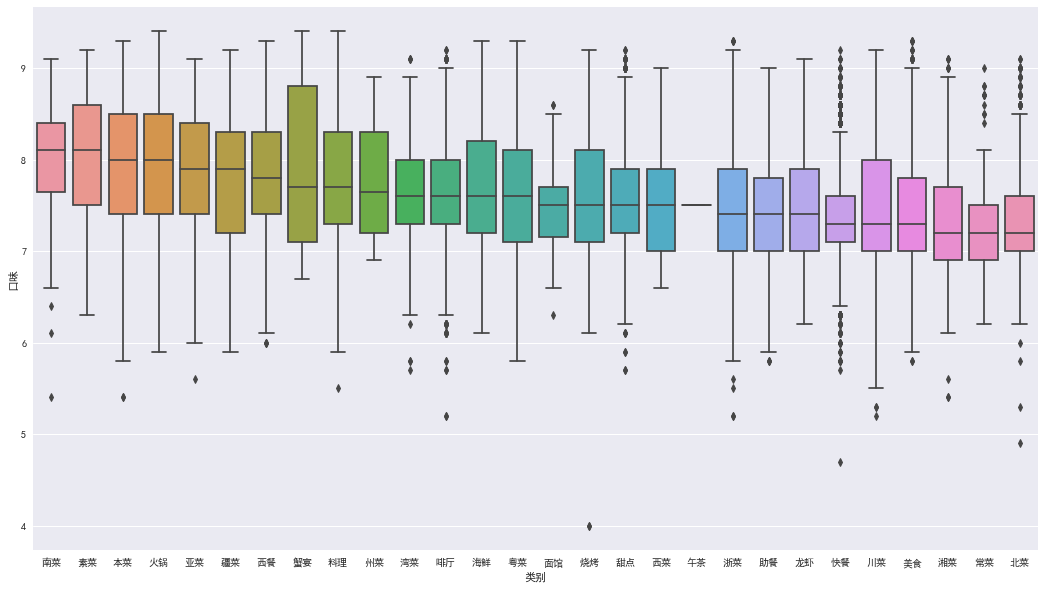 9
8
7
6
5
4
口味
南菜 素菜 本菜 火锅 亚菜 疆菜 西餐 蟹宴 料理 州菜 湾菜 啡厅 海鲜 粤菜 面馆 烧烤 甜点 西菜 午茶 浙菜 助餐 龙虾 快餐 川菜 美食 湘菜 常菜 北菜
类别